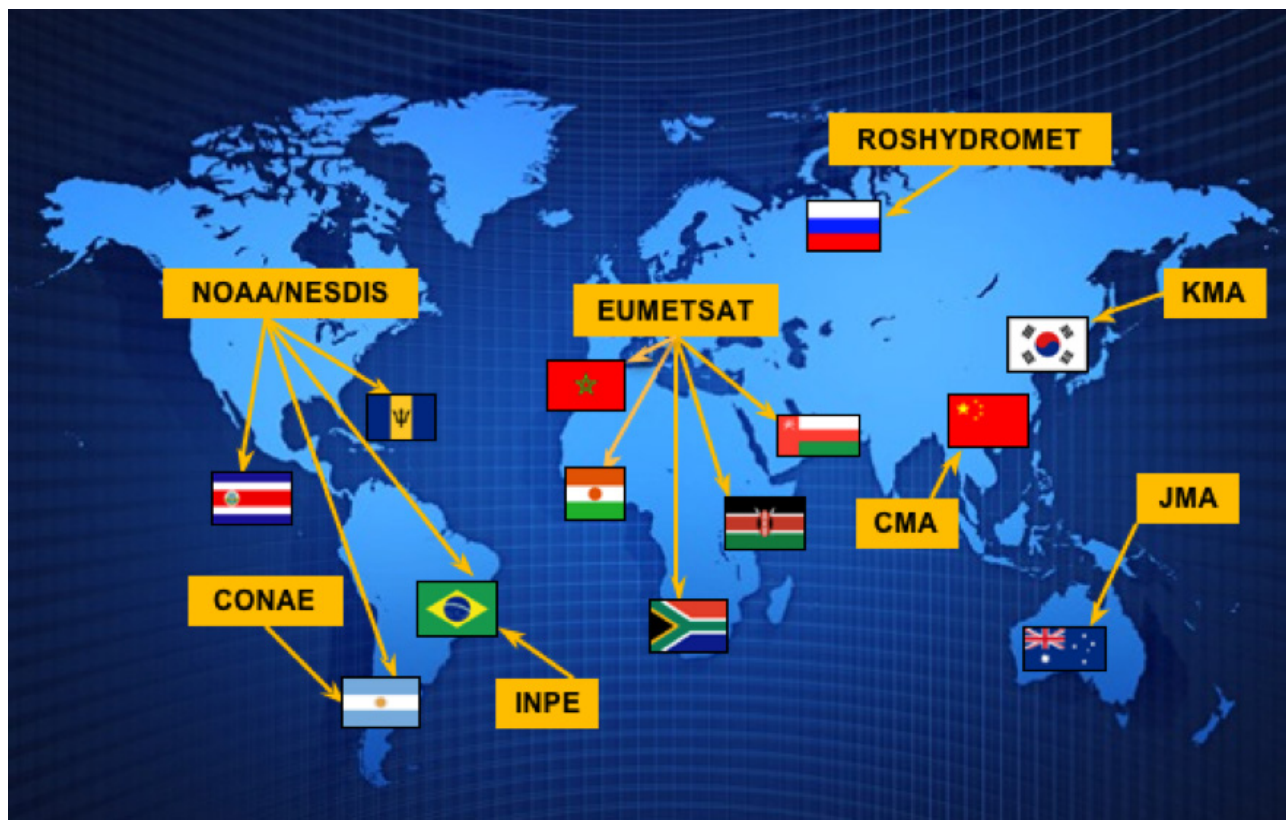 ROSHYDROMET
NOAA/NESDIS
EUMETSAT
KMA
CMA
JMA
CONAE
INPE